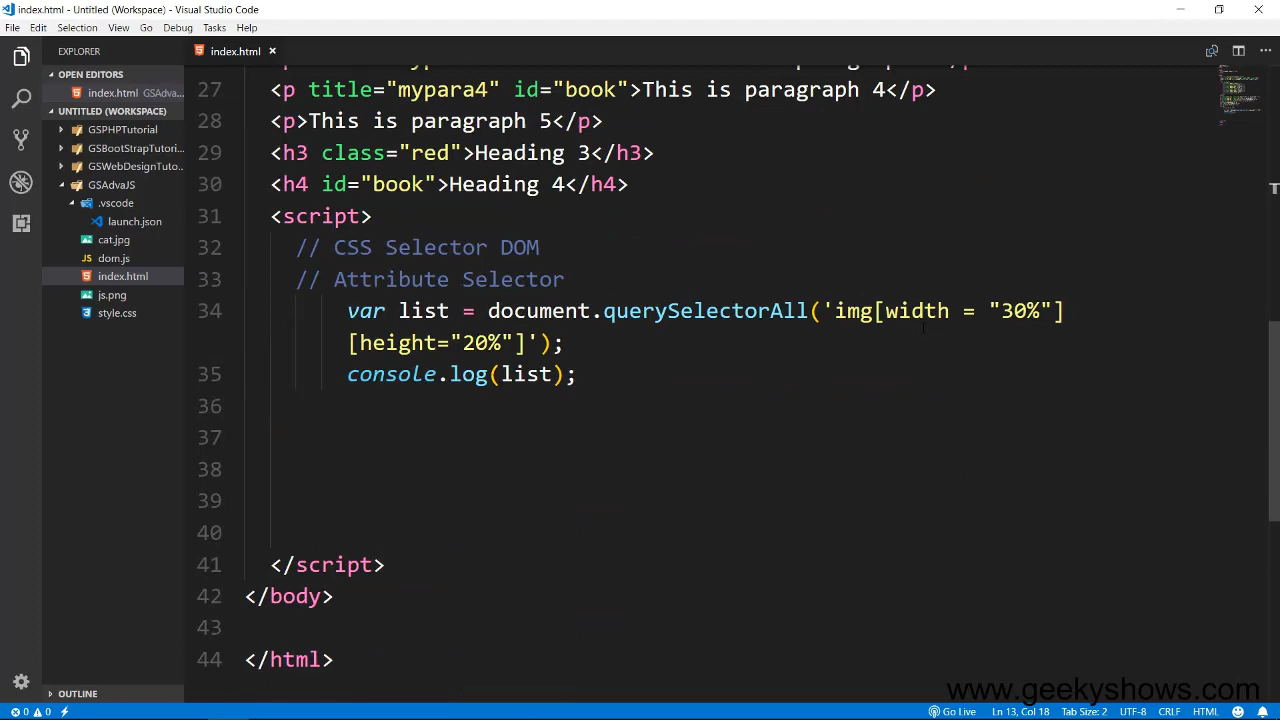 index.html - Untitled (Workspace) - Visual Studio Code
File Edit Selection View Go Debug Tasks Help
EXPLORER
index.html ×
OPEN EDITORS
index.html GSAdva...
UNTITLED (WORKSPACE)
GSPHPTutorial
GSBootStrapTutori...
GSWebDesignTuto...
GSAdvaJS
.vscode
launch.json
cat.jpg
dom.js
index.html
js.png
style.css
OUTLINE
27 <p title="mypara4" id="book">This is paragraph 4</p>
28 <p>This is paragraph 5</p>
29 <h3 class="red">Heading 3</h3>
30 <h4 id="book">Heading 4</h4>
31 <script>
32 // CSS Selector DOM
33 // Attribute Selector
34 var list = document.querySelectorAll('img[width = "30%"]
[height="20%"]');
35 console.log(list);
36
37
38
39
40
41 </script>
42 </body>
43
44 </html>
www.geekyshows.com
0 0 Go Live Ln 13, Col 18 Tab Size: 2 UTF-8 CRLF HTML